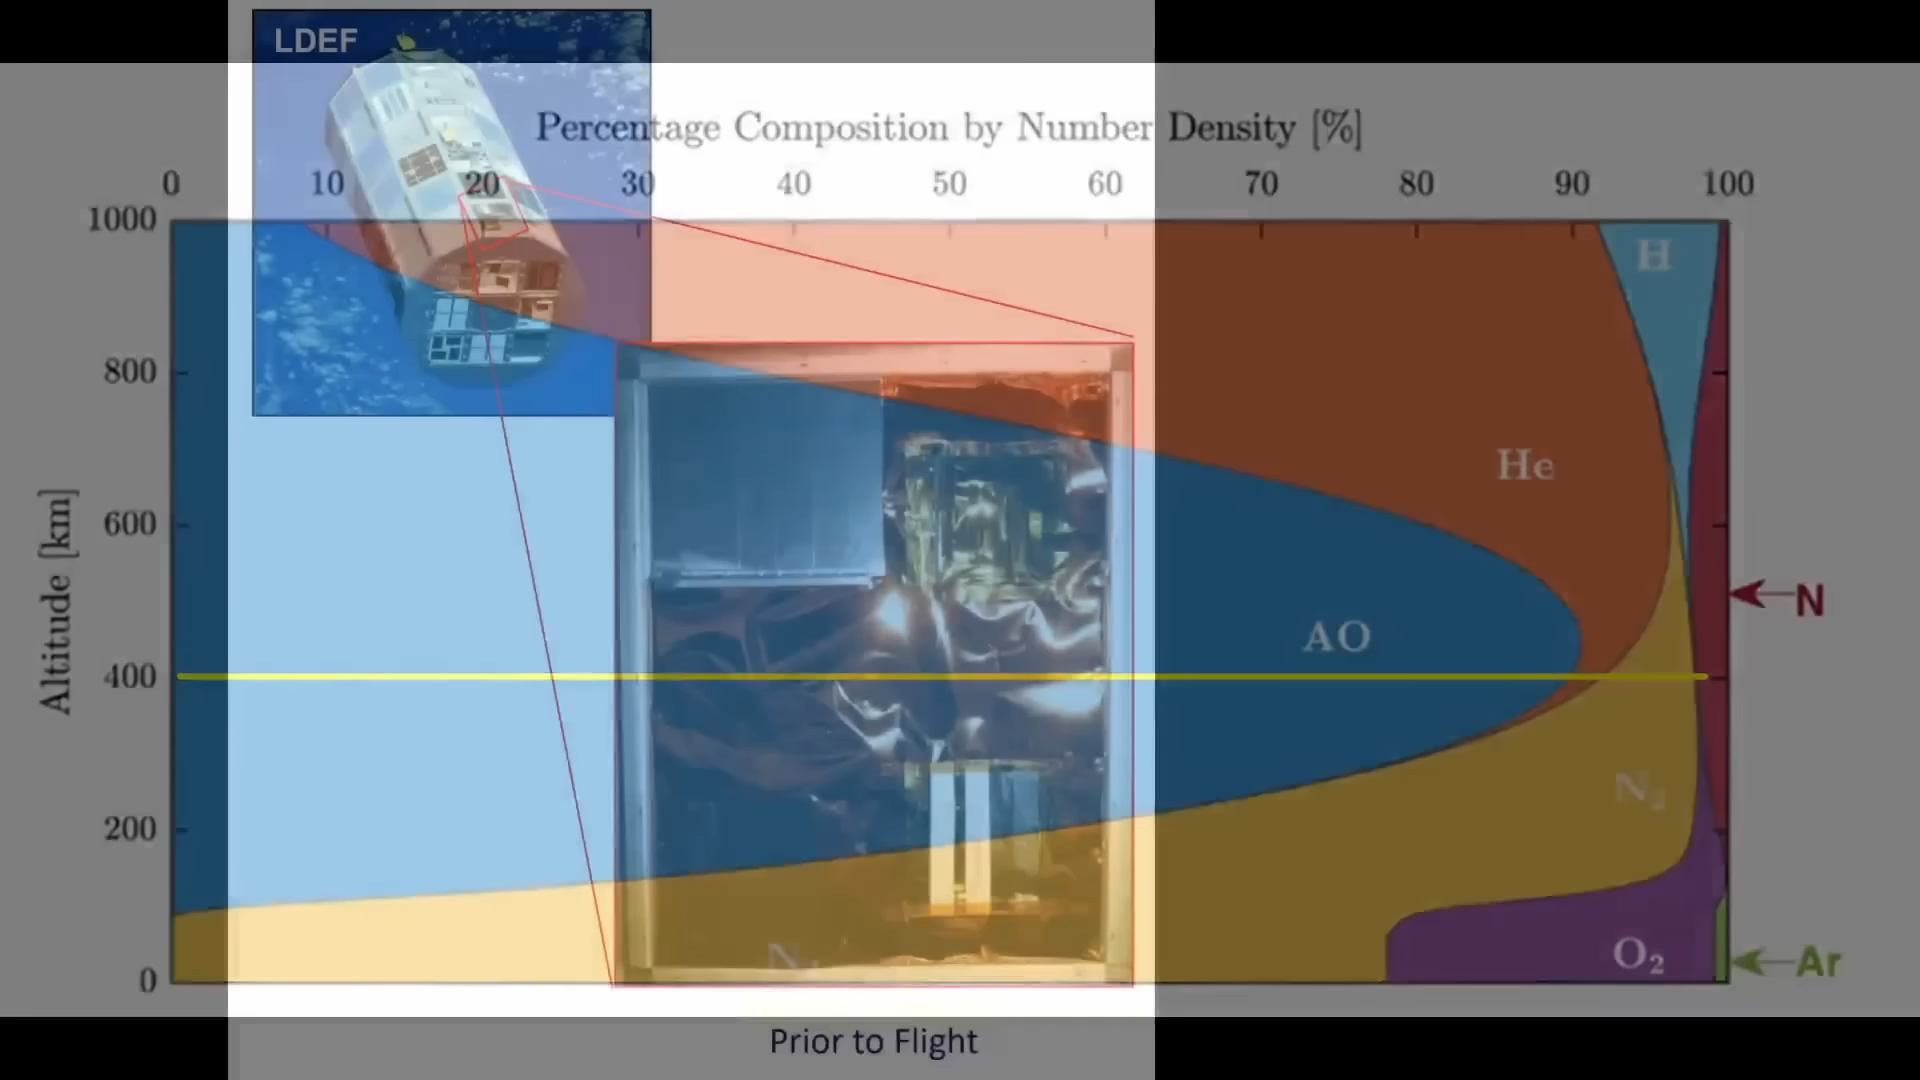 LDEF
Percentage Composition by Number Density [%]
0 10 20 30 40 50 60 70 80 90 100
1000
H
800
He
600
Altitude [km]
N
AO
400
N₂
200
O₂
Ar
0
Prior to Flight